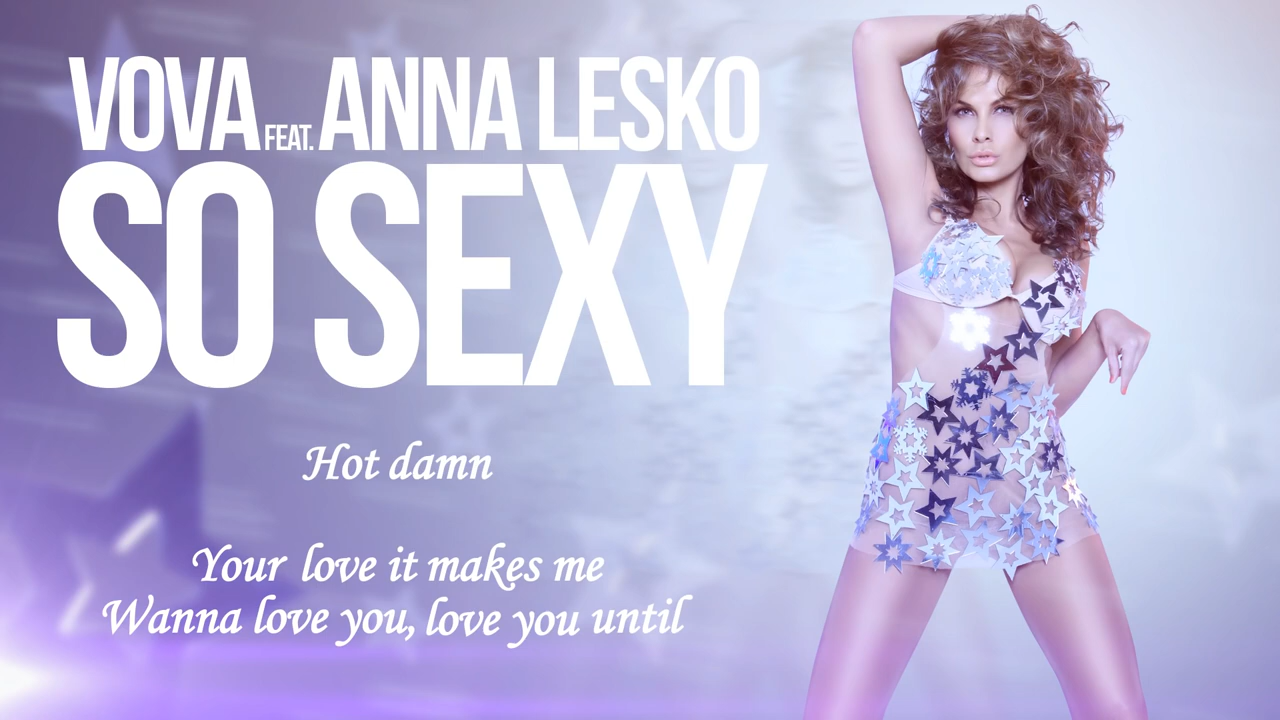 VOVA FEAT. ANNA LESKO
SO SEXY
Hot damn
Your love it makes me
Wanna love you, love you until